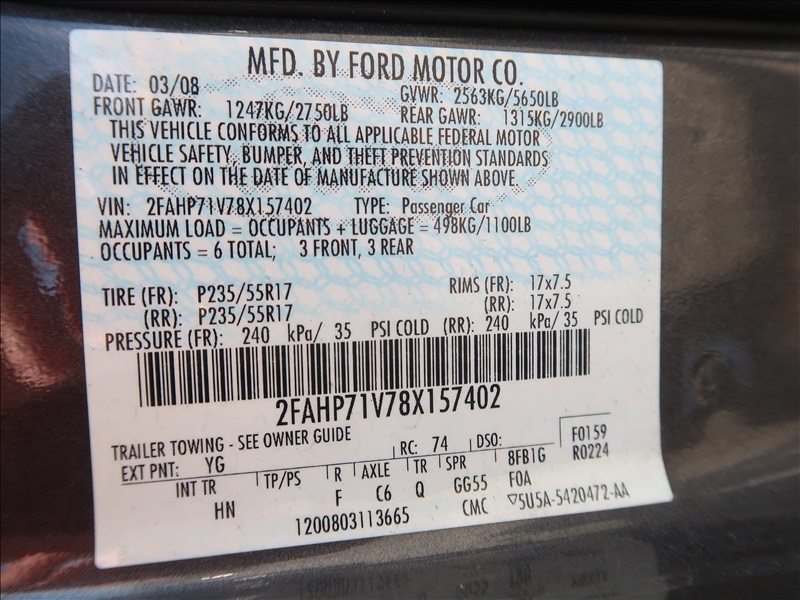 MFD. BY FORD MOTOR CO.
DATE: 03/08 GVWR: 2563KG/5650LB
FRONT GAWR: 1247KG/2750LB REAR GAWR: 1315KG/2900LB
THIS VEHICLE CONFORMS TO ALL APPLICABLE FEDERAL MOTOR
VEHICLE SAFETY, BUMPER, AND THEFT PREVENTION STANDARDS
IN EFFECT ON THE DATE OF MANUFACTURE SHOWN ABOVE.
VIN: 2FAHP71V78X157402 TYPE: Passenger Car
MAXIMUM LOAD = OCCUPANTS + LUGGAGE = 498KG/1100LB
OCCUPANTS = 6 TOTAL; 3 FRONT, 3 REAR
TIRE (FR): P235/55R17 RIMS (FR): 17x7.5
(RR): P235/55R17 (RR): 17x7.5
PRESSURE (FR): 240 kPa/ 35 PSI COLD (RR): 240 kPa/ 35 PSI COLD
2FAHP71V78X157402
TRAILER TOWING - SEE OWNER GUIDE RC: 74 DSO: F0159
EXT PNT: YG R0224
INT TR TP/PS R AXLE TR SPR 8FB1G
HN F C6 Q GG55 F0A
1200803113665 CMC ▽5U5A-5420472-AA